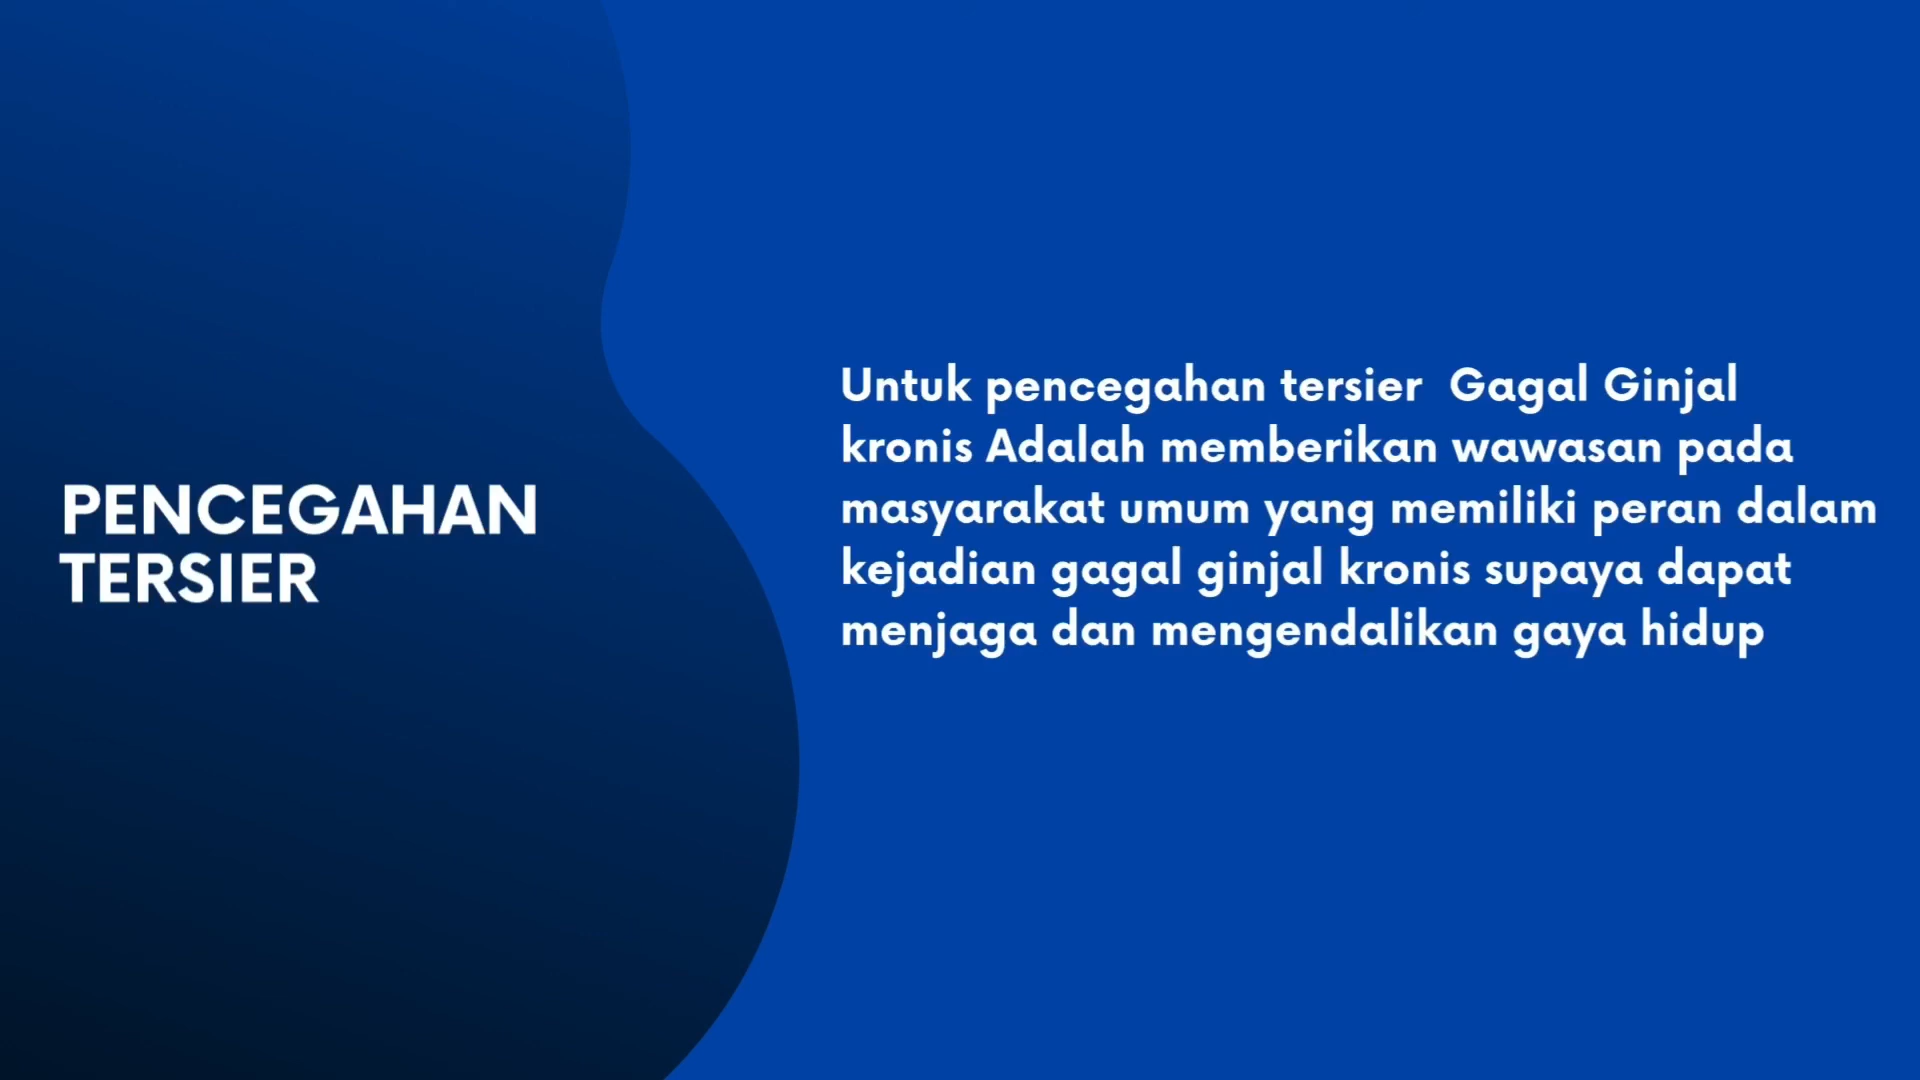 PENCEGAHAN
TERSIER
Untuk pencegahan tersier  Gagal Ginjal
kronis Adalah memberikan wawasan pada
masyarakat umum yang memiliki peran dalam
kejadian gagal ginjal kronis supaya dapat
menjaga dan mengendalikan gaya hidup